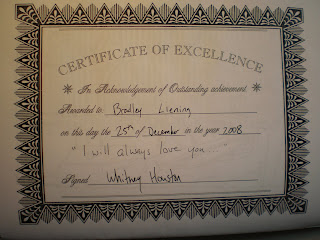 CERTIFICATE OF EXCELLENCE
In Acknowledgement of Outstanding achievement
Awarded to: Bradley Liening
on this day the 25th of December in the year 2008
"I will always love you..."
Signed Whitney Houston